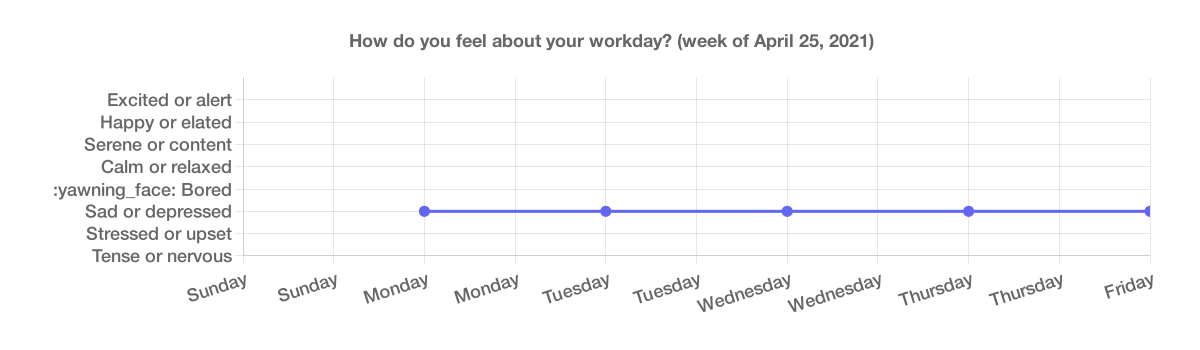 How do you feel about your workday? (week of April 25, 2021)
Excited or alert
Happy or elated
Serene or content
Calm or relaxed
:yawning_face: Bored
Sad or depressed
Stressed or upset
Tense or nervous
Sunday
Sunday
Monday
Monday
Tuesday
Tuesday
Wednesday
Wednesday
Thursday
Thursday
Friday